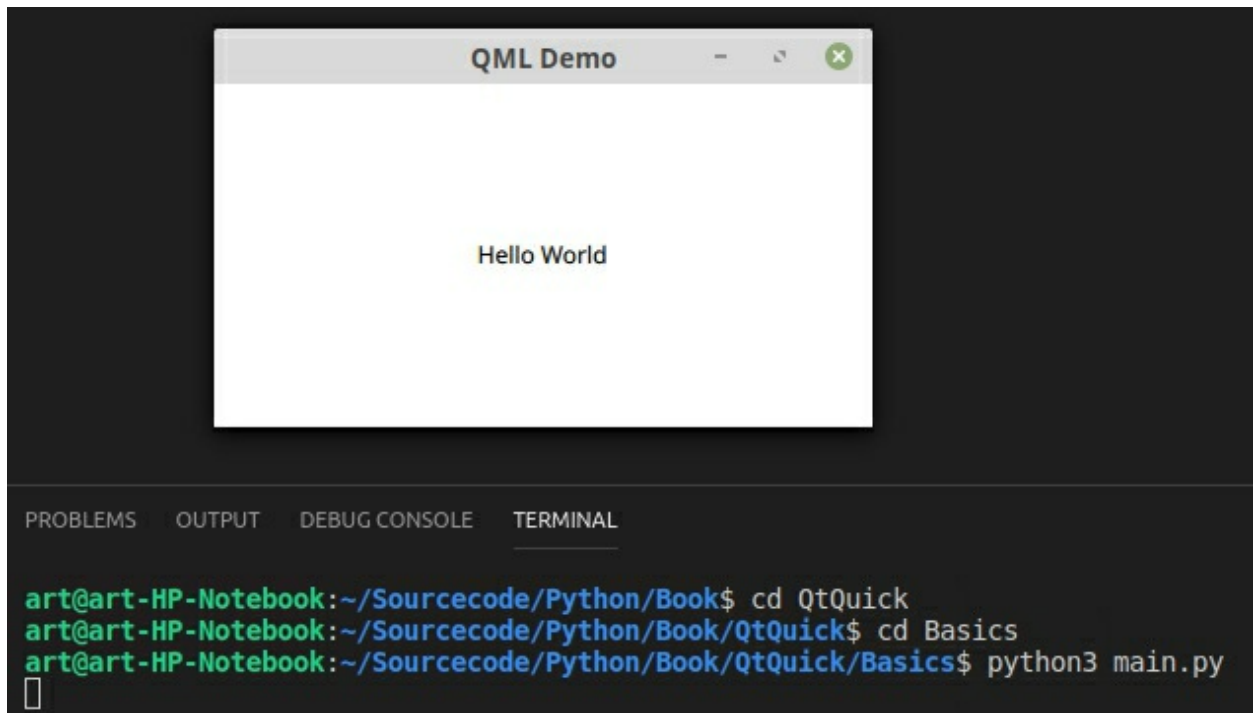 QML Demo
Hello World
PROBLEMS OUTPUT DEBUG CONSOLE TERMINAL
art@art-HP-Notebook:~/Sourcecode/Python/Book$ cd QtQuick
art@art-HP-Notebook:~/Sourcecode/Python/Book/QtQuick$ cd Basics
art@art-HP-Notebook:~/Sourcecode/Python/Book/QtQuick/Basics$ python3 main.py